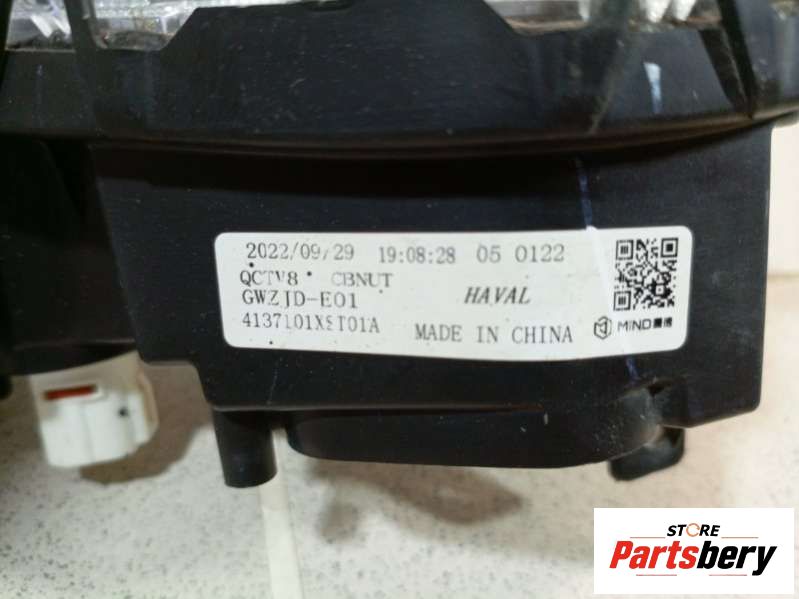 2022/09/29 19:08:28 05 0122
QCTV8 CBNUT
GWZJD-E01 HAVAL
4137101XST01A MADE IN CHINA MIND
STORE
Partsbery